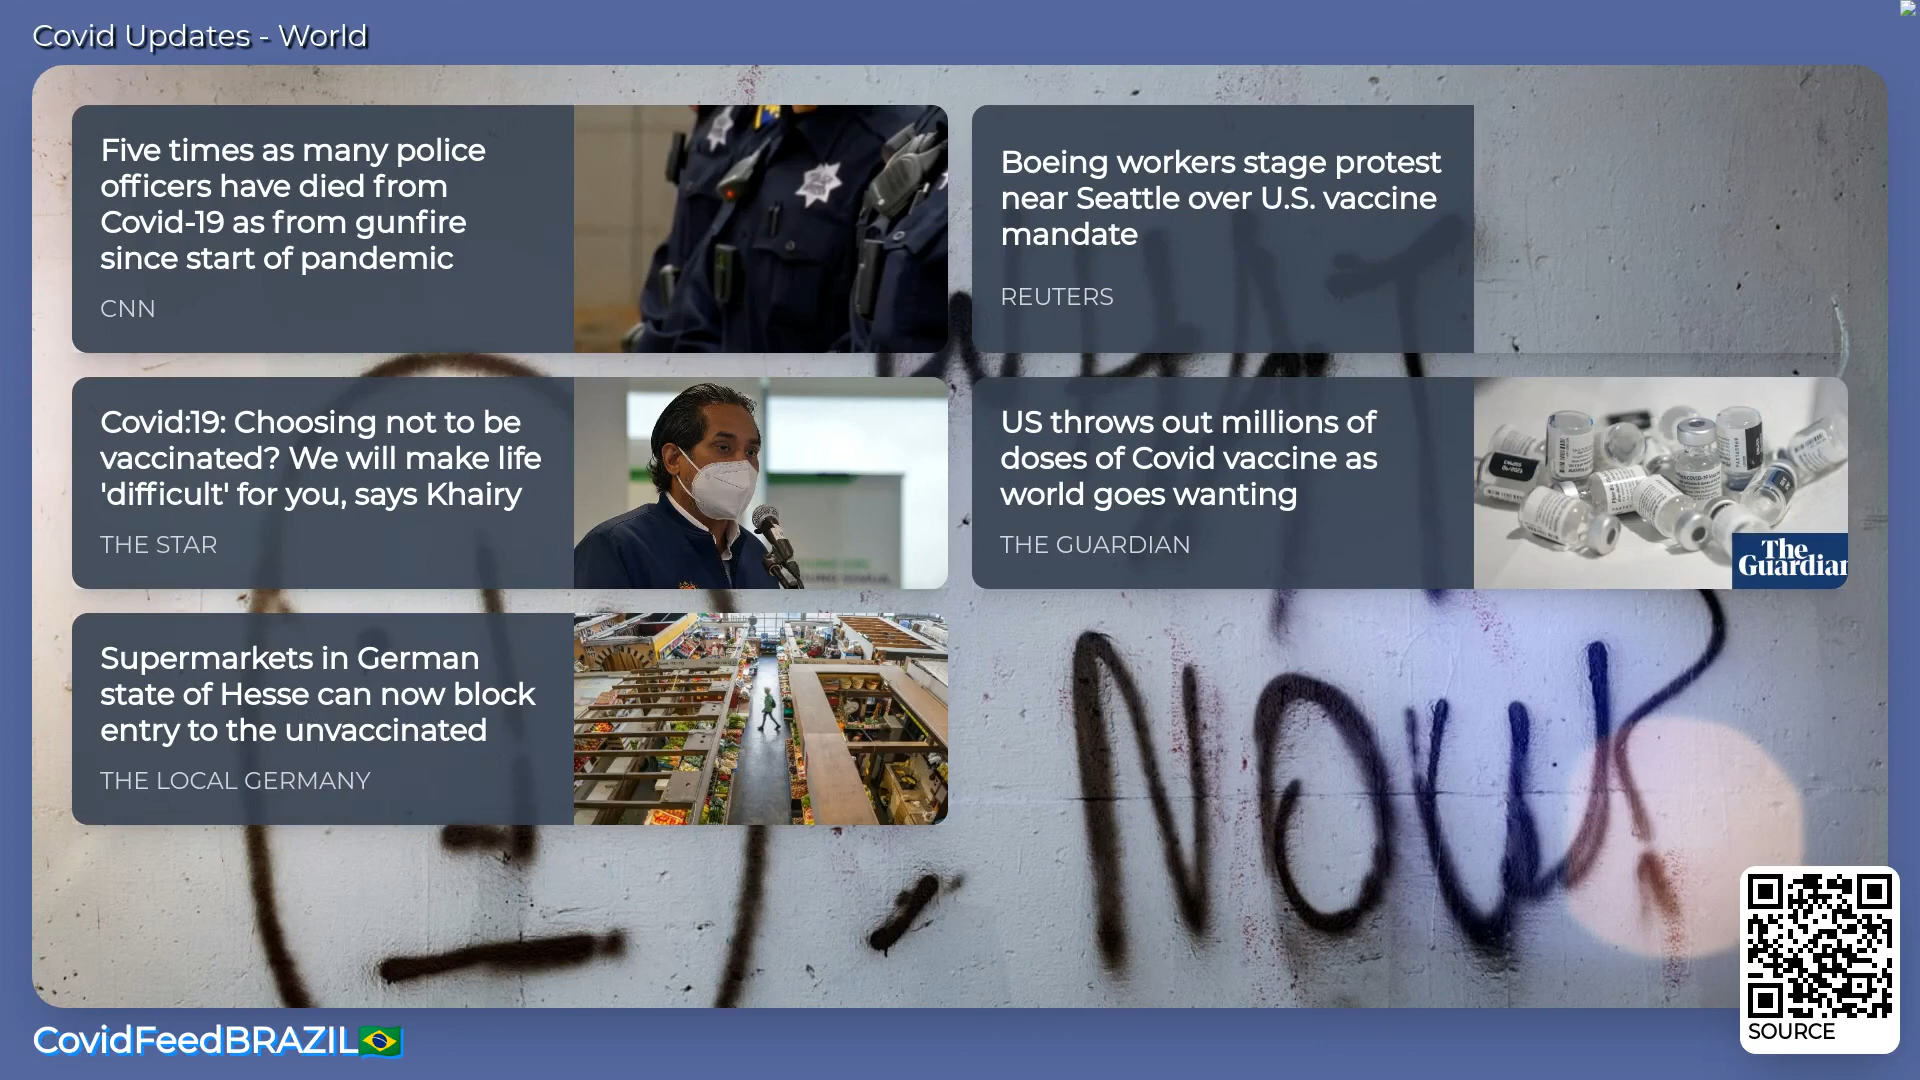 Covid Updates - World
Five times as many police
officers have died from
Covid-19 as from gunfire
since start of pandemic
CNN
Boeing workers stage protest
near Seattle over U.S. vaccine
mandate
REUTERS
Covid:19: Choosing not to be
vaccinated? We will make life
'difficult' for you, says Khairy
THE STAR
US throws out millions of
doses of Covid vaccine as
world goes wanting
THE GUARDIAN
The
Guardian
Supermarkets in German
state of Hesse can now block
entry to the unvaccinated
THE LOCAL GERMANY
WHAT
NOW?
SOURCE
CovidFeedBRAZIL🇧🇷